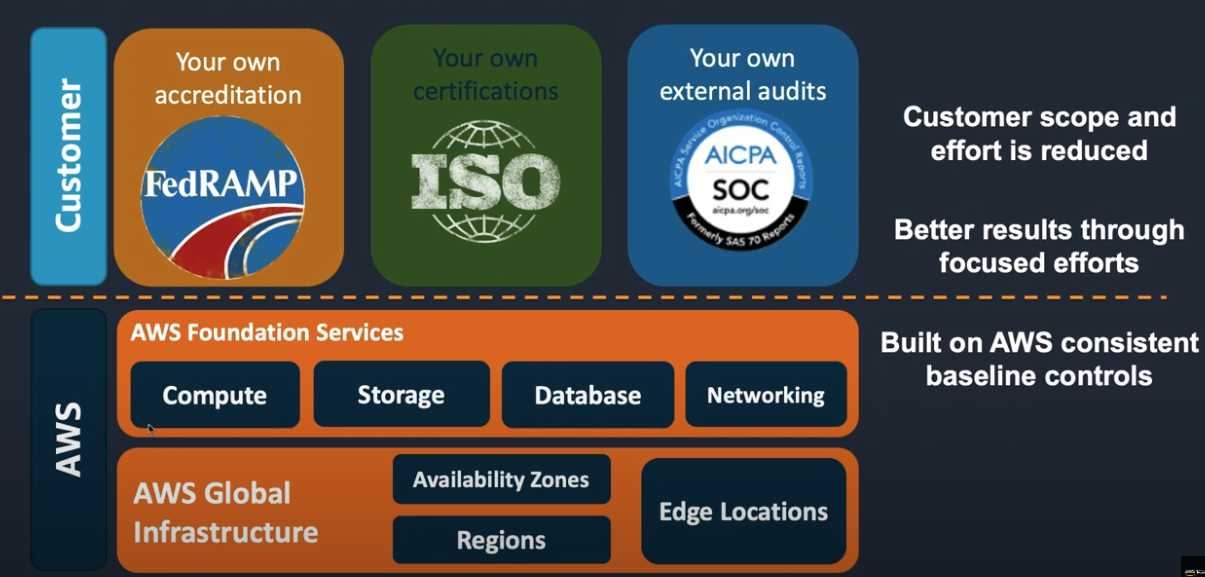 Customer
Your own
accreditation
FedRAMP
Your own
certifications
ISO
Your own
external audits
AICPA Service Organization Control Reports
AICPA
SOC
aicpa.org/soc
Formerly SAS 70 Reports
Customer scope and
effort is reduced
Better results through
focused efforts
Built on AWS consistent
baseline controls
AWS
AWS Foundation Services
Compute
Storage
Database
Networking
AWS Global
Infrastructure
Availability Zones
Regions
Edge Locations